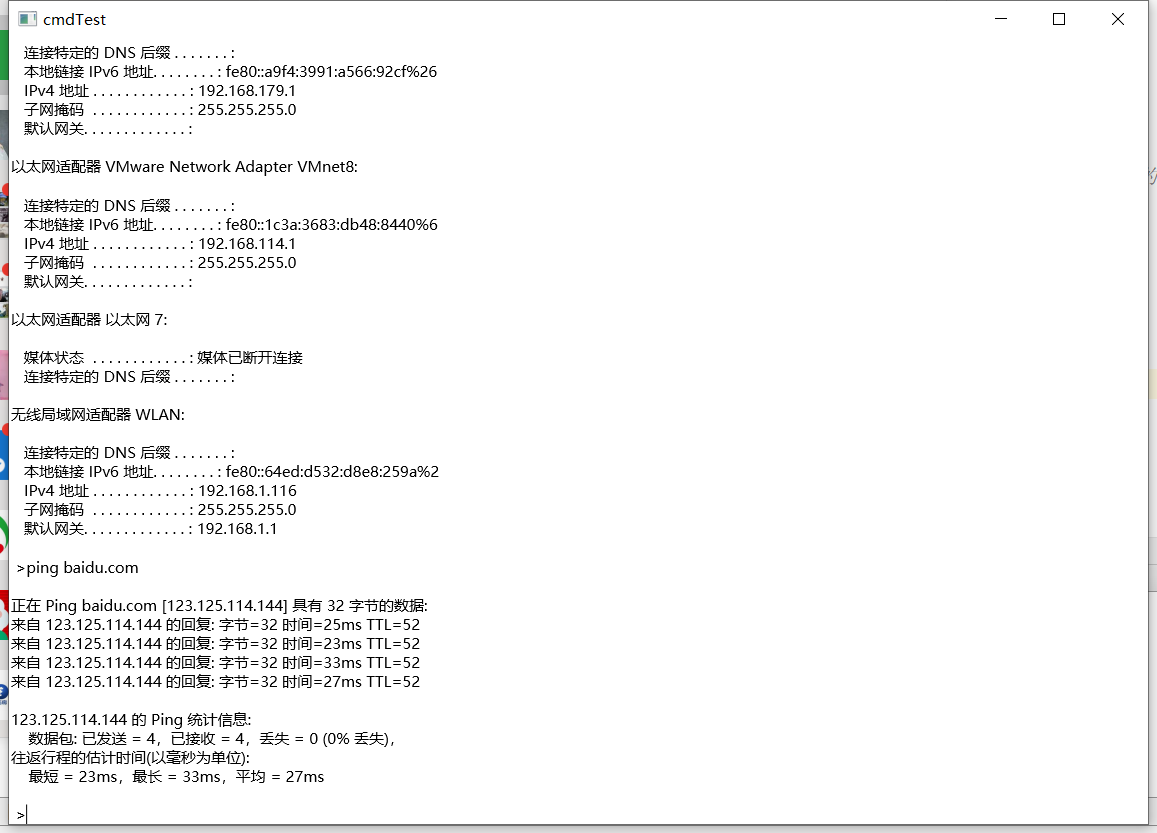 cmdTest
连接特定的 DNS 后缀 . . . . . . . :
本地链接 IPv6 地址. . . . . . . . : fe80::a9f4:3991:a566:92cf%26
IPv4 地址 . . . . . . . . . . . . : 192.168.179.1
子网掩码 . . . . . . . . . . . . : 255.255.255.0
默认网关. . . . . . . . . . . . . :
以太网适配器 VMware Network Adapter VMnet8:
连接特定的 DNS 后缀 . . . . . . . :
本地链接 IPv6 地址. . . . . . . . : fe80::1c3a:3683:db48:8440%6
IPv4 地址 . . . . . . . . . . . . : 192.168.114.1
子网掩码 . . . . . . . . . . . . : 255.255.255.0
默认网关. . . . . . . . . . . . . :
以太网适配器 以太网 7:
媒体状态 . . . . . . . . . . . . : 媒体已断开连接
连接特定的 DNS 后缀 . . . . . . . :
无线局域网适配器 WLAN:
连接特定的 DNS 后缀 . . . . . . . :
本地链接 IPv6 地址. . . . . . . . : fe80::64ed:d532:d8e8:259a%2
IPv4 地址 . . . . . . . . . . . . : 192.168.1.116
子网掩码 . . . . . . . . . . . . : 255.255.255.0
默认网关. . . . . . . . . . . . . : 192.168.1.1
>ping baidu.com
正在 Ping baidu.com [123.125.114.144] 具有 32 字节的数据:
来自 123.125.114.144 的回复: 字节=32 时间=25ms TTL=52
来自 123.125.114.144 的回复: 字节=32 时间=23ms TTL=52
来自 123.125.114.144 的回复: 字节=32 时间=33ms TTL=52
来自 123.125.114.144 的回复: 字节=32 时间=27ms TTL=52
123.125.114.144 的 Ping 统计信息:
数据包: 已发送 = 4，已接收 = 4，丢失 = 0 (0% 丢失)，
往返行程的估计时间(以毫秒为单位):
最短 = 23ms，最长 = 33ms，平均 = 27ms
>